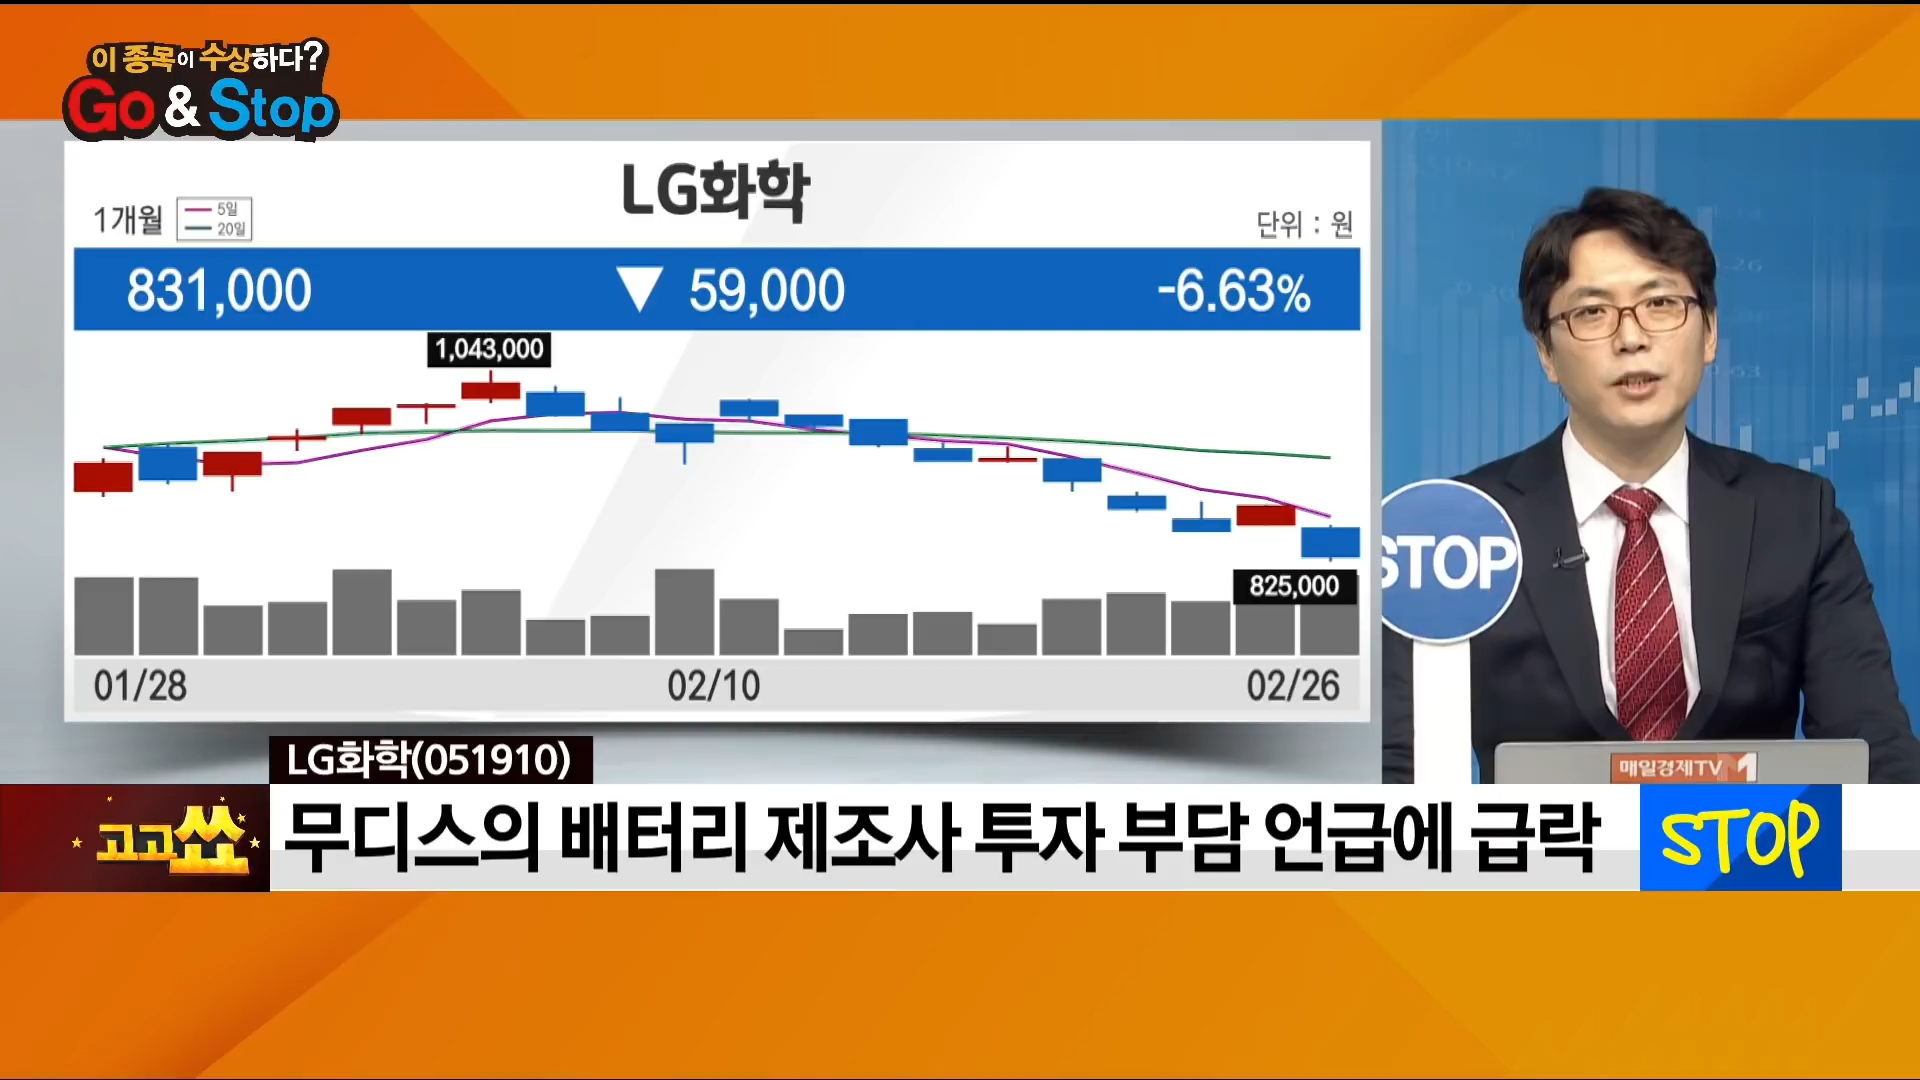 이 종목이 수상하다?
Go & Stop
LG화학
1개월
5일
20일
단위 : 원
831,000 ▼ 59,000 -6.63%
1,043,000
825,000
01/28 02/10 02/26
STOP
매일경제TV M
LG화학(051910)
고고쑈
무디스의 배터리 제조사 투자 부담 언급에 급락
STOP